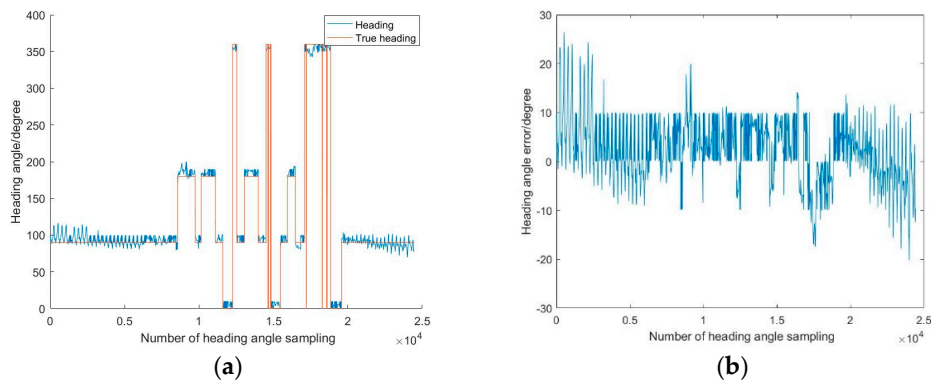 400
350
300
250
200
150
100
50
0
Heading angle/degree
Heading
True heading
0 0.5 1 1.5 2 2.5
×10⁴
Number of heading angle sampling
(a)
30
20
10
0
-10
-20
-30
Heading angle error/degree
0 0.5 1 1.5 2 2.5
×10⁴
Number of heading angle sampling
(b)